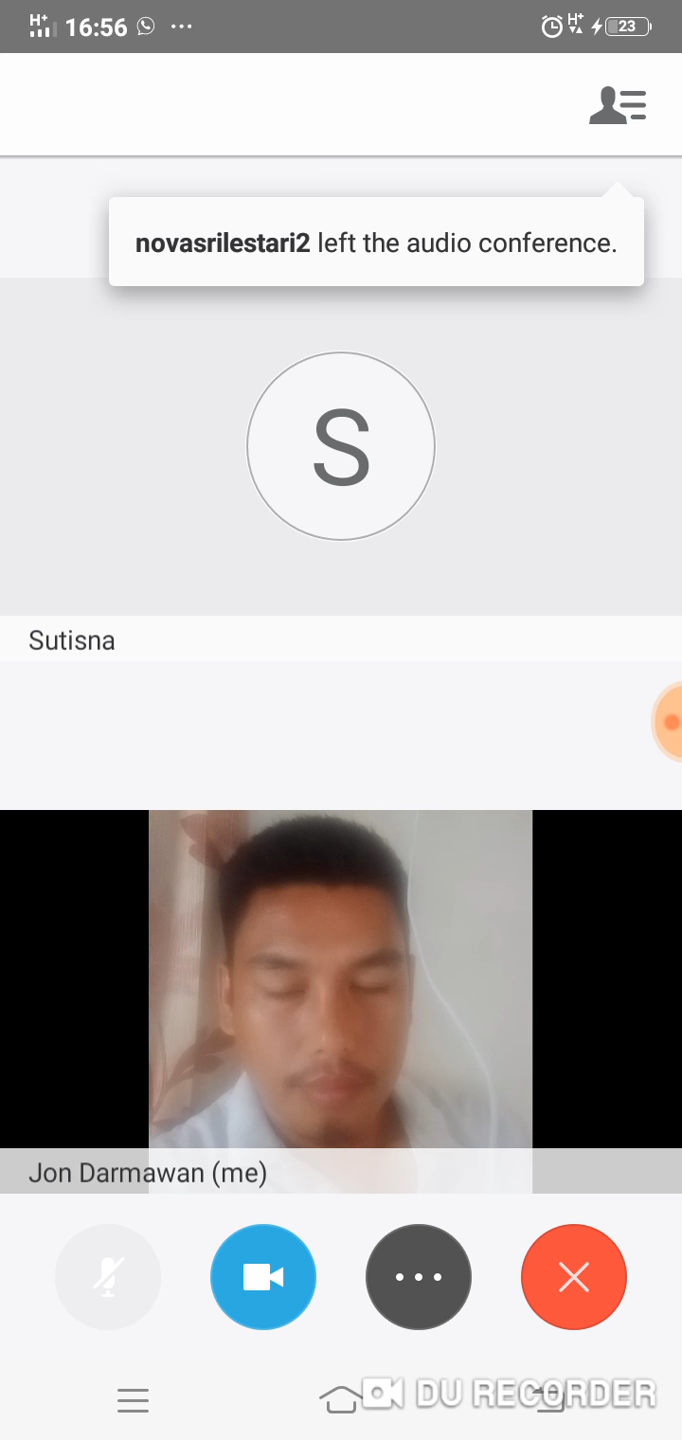 H+ 16:56 ... H+ 23
novasrilestari2 left the audio conference.
S
Sutisna
Jon Darmawan (me)
DU RECORDER